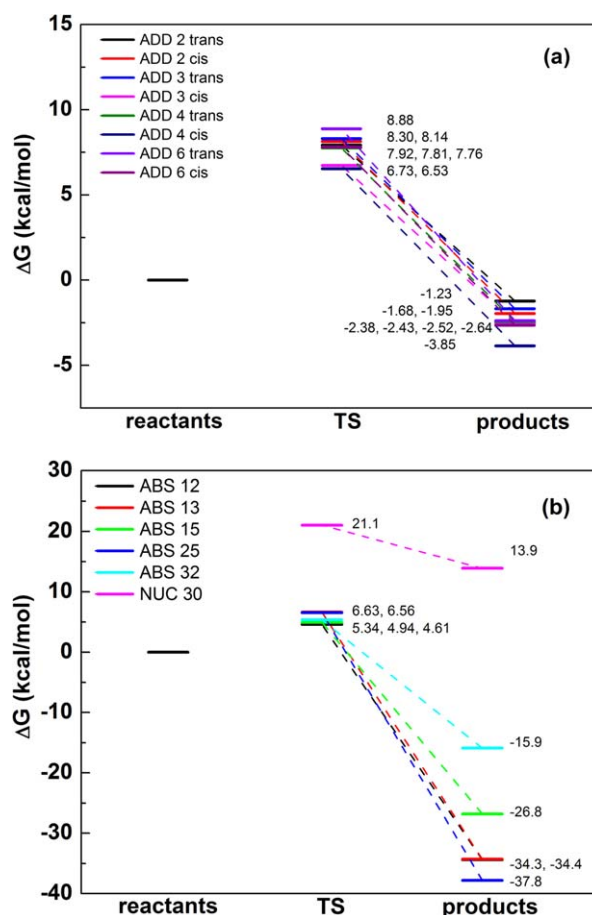 (a)
ADD 2 trans
ADD 2 cis
ADD 3 trans
ADD 3 cis
ADD 4 trans
ADD 4 cis
ADD 6 trans
ADD 6 cis
15
10
5
0
-5
ΔG (kcal/mol)
8.88
8.30, 8.14
7.92, 7.81, 7.76
6.73, 6.53
-1.23
-1.68, -1.95
-2.38, -2.43, -2.52, -2.64
-3.85
reactants TS products
(b)
ABS 12
ABS 13
ABS 15
ABS 25
ABS 32
NUC 30
30
20
10
0
-10
-20
-30
-40
ΔG (kcal/mol)
21.1
13.9
6.63, 6.56
5.34, 4.94, 4.61
-15.9
-26.8
-34.3, -34.4
-37.8
reactants TS products